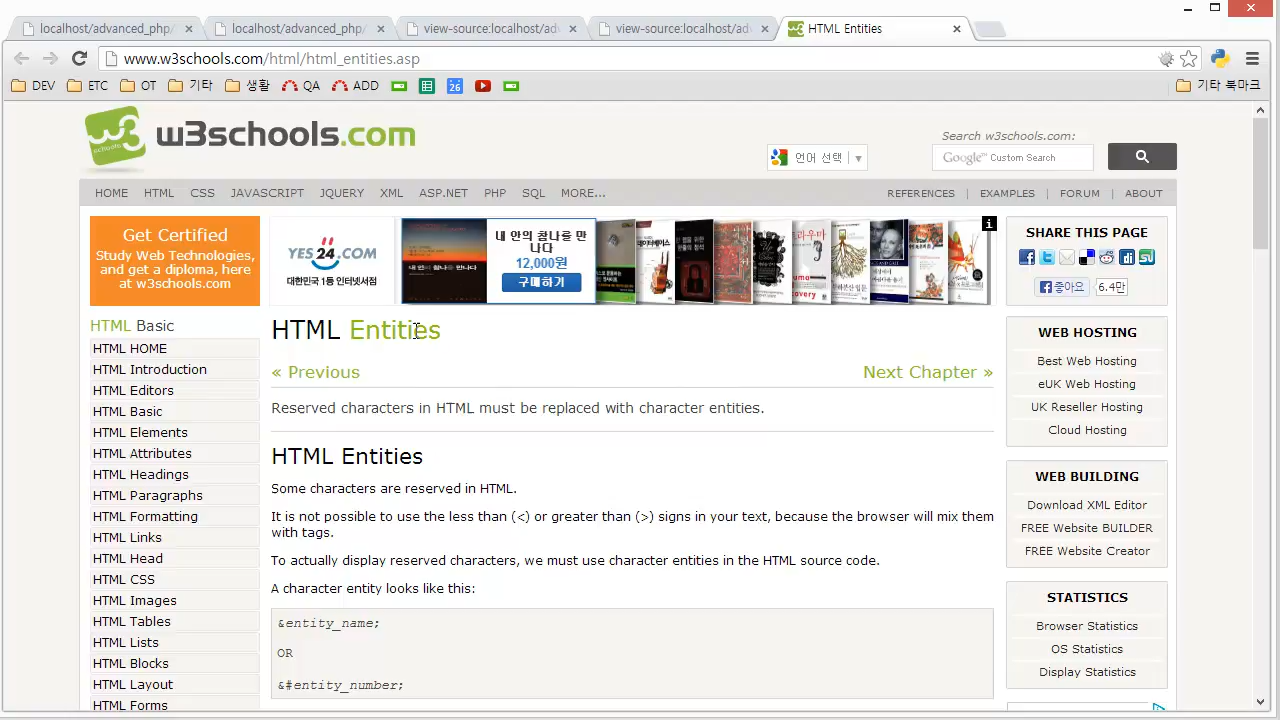 localhost/advanced_php/
localhost/advanced_php/
view-source:localhost/ad
view-source:localhost/ad
HTML Entities
www.w3schools.com/html/html_entities.asp
DEV
ETC
OT
기타
생활
QA
ADD
26
기타 북마크
w3schools.com
언어 선택
Search w3schools.com:
Google™ Custom Search
HOME HTML CSS JAVASCRIPT JQUERY XML ASP.NET PHP SQL MORE...
REFERENCES | EXAMPLES | FORUM | ABOUT
Get Certified
Study Web Technologies,
and get a diploma, here
at w3schools.com
YES24.COM
대한민국 1등 인터넷서점
내 안의 참나를 만
나다
12,000원
구매하기
SHARE THIS PAGE
좋아요
6.4만
HTML Basic
HTML HOME
HTML Introduction
HTML Editors
HTML Basic
HTML Elements
HTML Attributes
HTML Headings
HTML Paragraphs
HTML Formatting
HTML Links
HTML Head
HTML CSS
HTML Images
HTML Tables
HTML Lists
HTML Blocks
HTML Layout
HTML Forms
HTML Entities
« Previous
Next Chapter »
Reserved characters in HTML must be replaced with character entities.
HTML Entities
Some characters are reserved in HTML.
It is not possible to use the less than (<) or greater than (>) signs in your text, because the browser will mix them
with tags.
To actually display reserved characters, we must use character entities in the HTML source code.
A character entity looks like this:
&entity_name;
OR
&#entity_number;
WEB HOSTING
Best Web Hosting
eUK Web Hosting
UK Reseller Hosting
Cloud Hosting
WEB BUILDING
Download XML Editor
FREE Website BUILDER
FREE Website Creator
STATISTICS
Browser Statistics
OS Statistics
Display Statistics